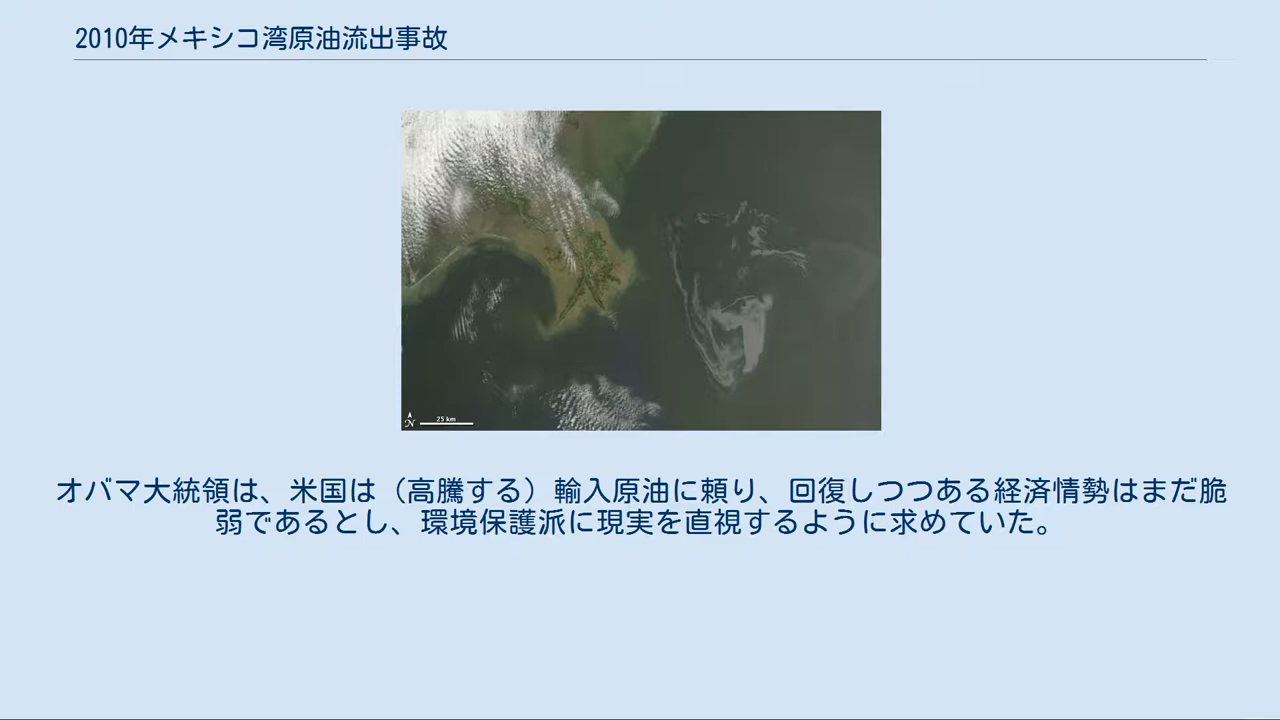 2010年メキシコ湾原油流出事故
N
25 km
オバマ大統領は、米国は（高騰する）輸入原油に頼り、回復しつつある経済情勢はまだ脆
弱であるとし、環境保護派に現実を直視するように求めていた。